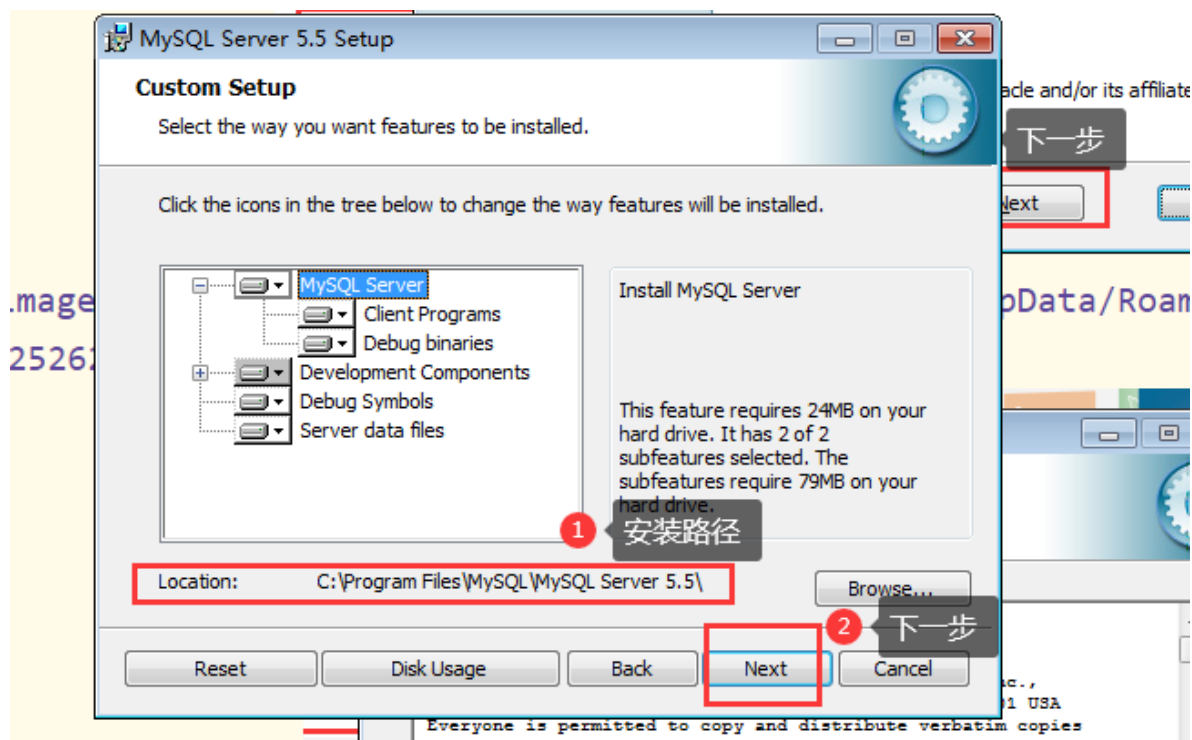 MySQL Server 5.5 Setup
Custom Setup
Select the way you want features to be installed.
Click the icons in the tree below to change the way features will be installed.
MySQL Server
Client Programs
Debug binaries
Development Components
Debug Symbols
Server data files
Install MySQL Server
This feature requires 24MB on your
hard drive. It has 2 of 2
subfeatures selected. The
subfeatures require 79MB on your
hard drive.
1 安装路径
Location: C:\Program Files\MySQL\MySQL Server 5.5\
Browse...
2 下一步
Reset
Disk Usage
Back
Next
Cancel
and/or its affiliate
下一步
Next
mage
25262
Data/Roam
USA
Everyone is permitted to copy and distribute verbatim copies